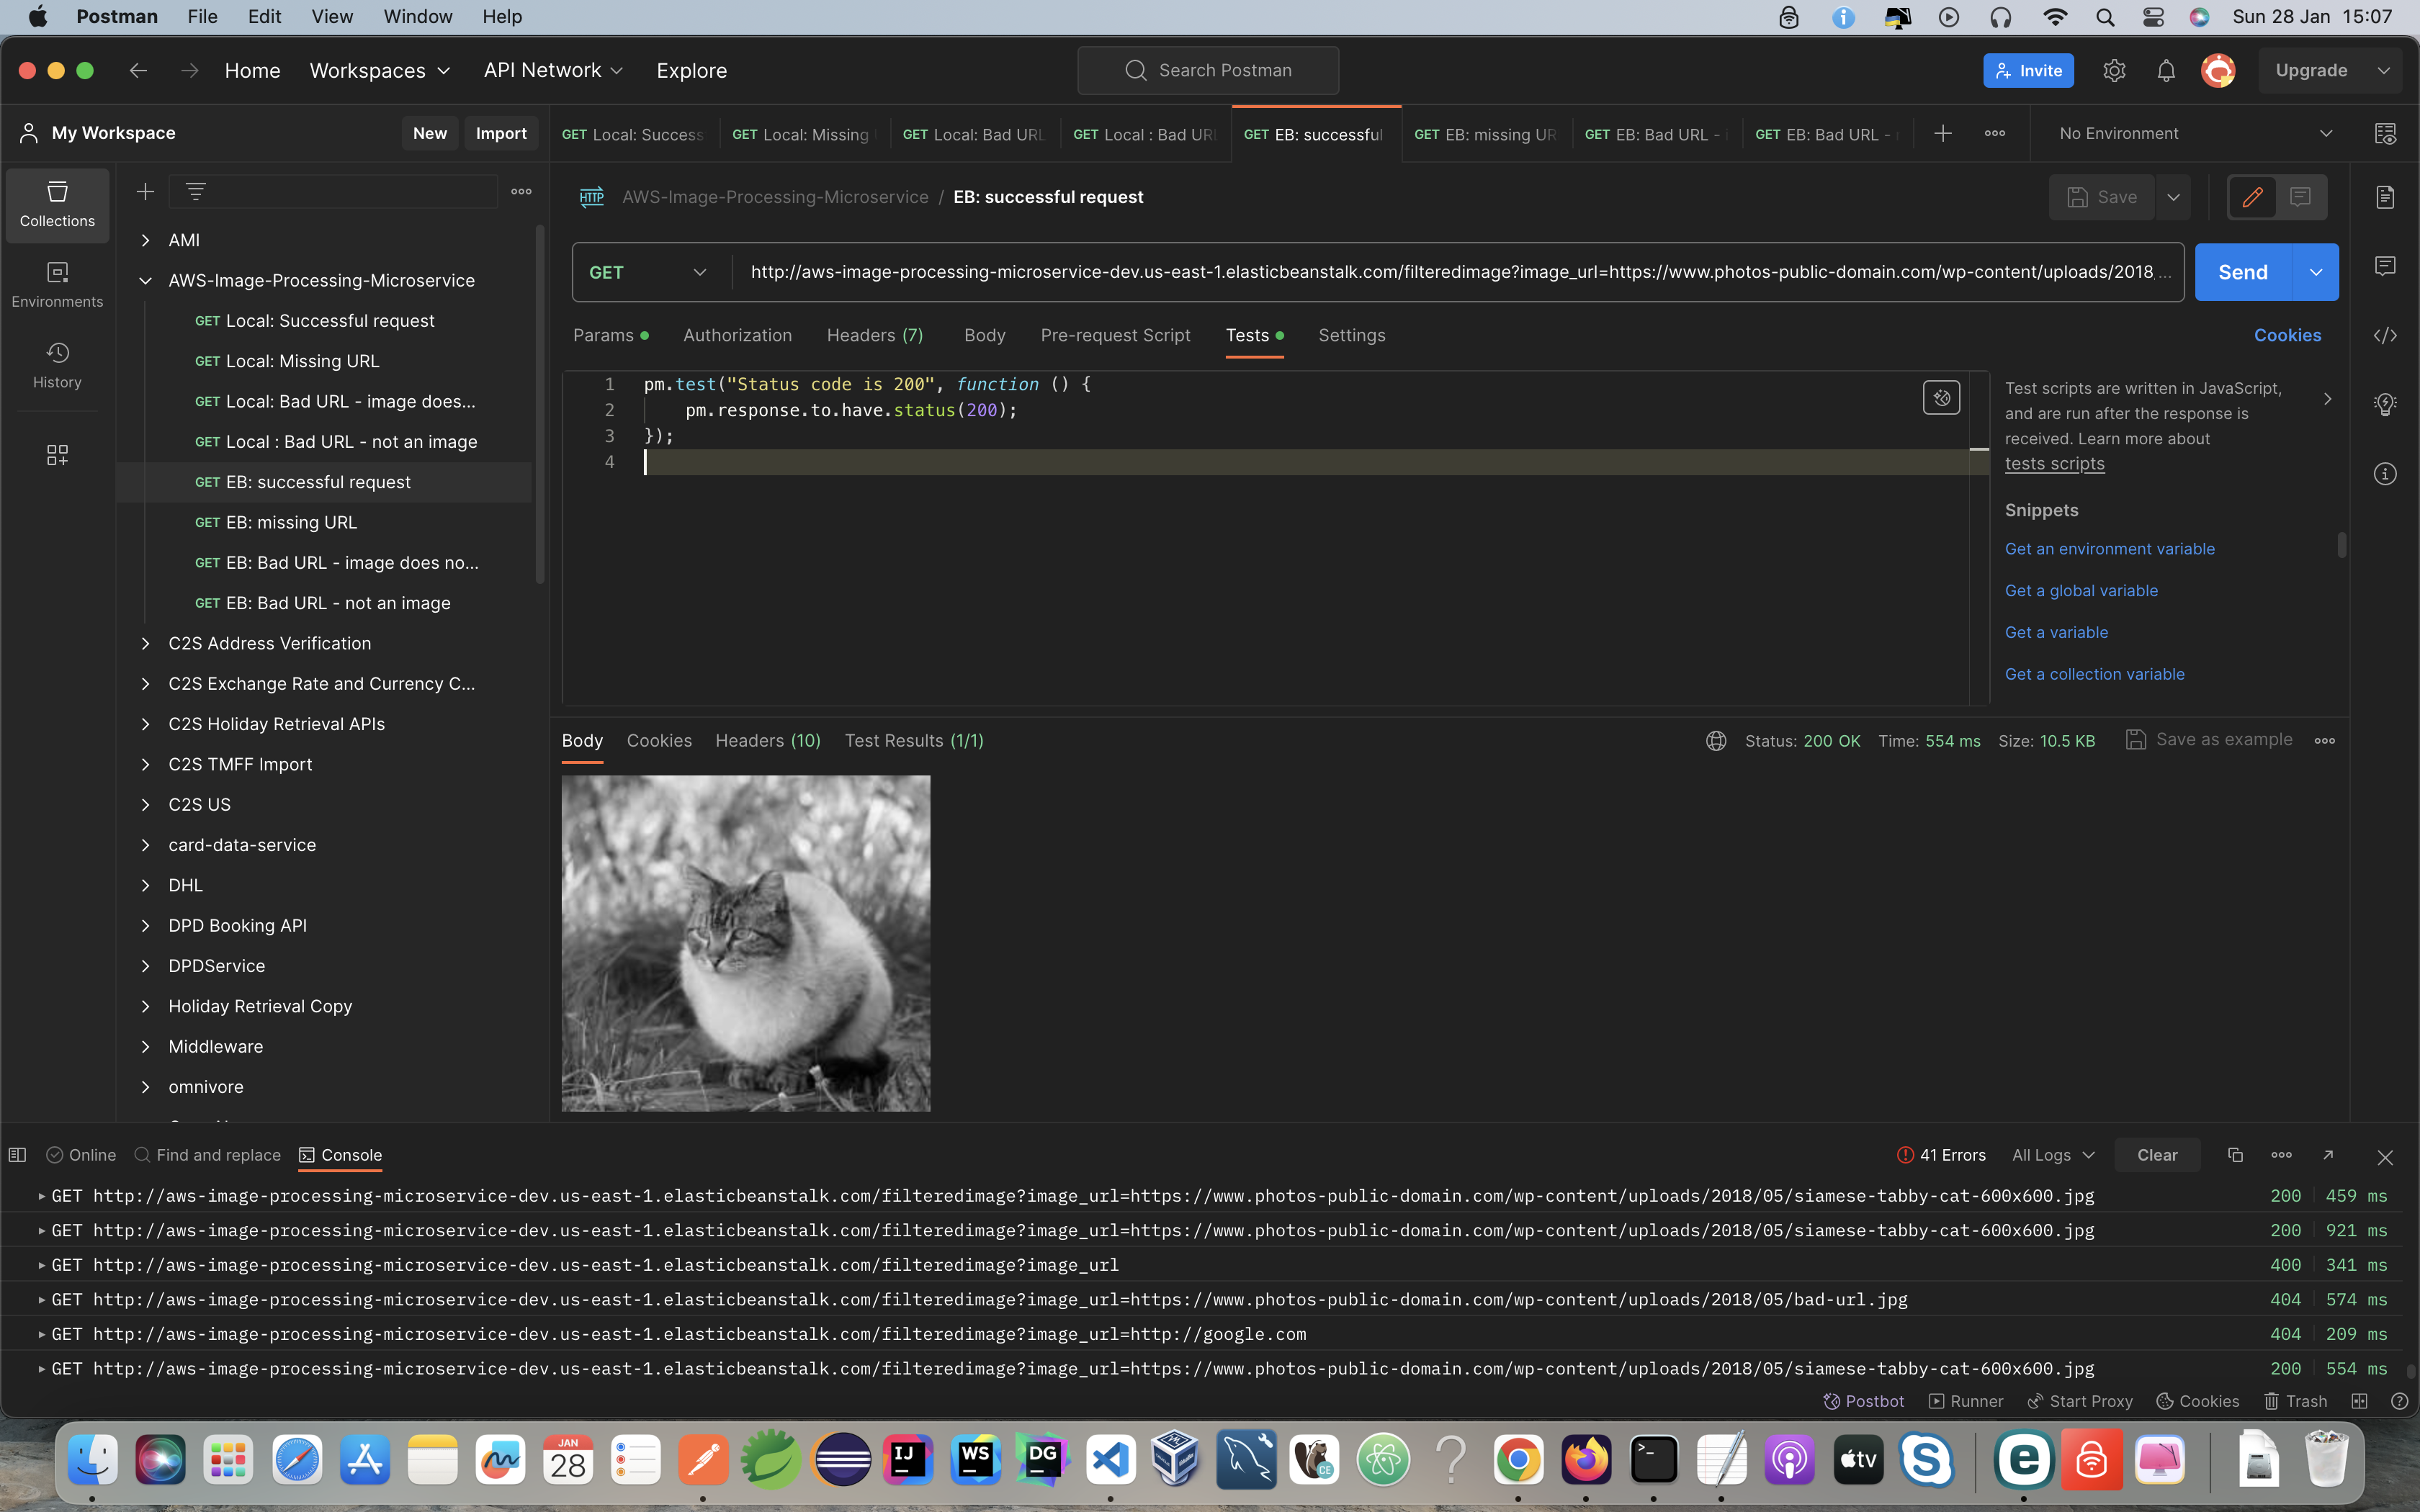 Postman File Edit View Window Help Sun 28 Jan 15:07
Home Workspaces API Network Explore Search Postman Invite Upgrade
My Workspace New Import GET Local: Success GET Local: Missing GET Local: Bad URL GET Local : Bad UR GET EB: successful GET EB: missing UR GET EB: Bad URL - GET EB: Bad URL - No Environment
Collections
Environments
History
AMI
AWS-Image-Processing-Microservice
GET Local: Successful request
GET Local: Missing URL
GET Local: Bad URL - image does...
GET Local : Bad URL - not an image
GET EB: successful request
GET EB: missing URL
GET EB: Bad URL - image does no...
GET EB: Bad URL - not an image
C2S Address Verification
C2S Exchange Rate and Currency C...
C2S Holiday Retrieval APIs
C2S TMFF Import
C2S US
card-data-service
DHL
DPD Booking API
DPDService
Holiday Retrieval Copy
Middleware
omnivore
HTTP AWS-Image-Processing-Microservice / EB: successful request Save
GET http://aws-image-processing-microservice-dev.us-east-1.elasticbeanstalk.com/filteredimage?image_url=https://www.photos-public-domain.com/wp-content/uploads/2018... Send
Params Authorization Headers (7) Body Pre-request Script Tests Settings Cookies
1 pm.test("Status code is 200", function () {
2 pm.response.to.have.status(200);
3 });
4
Test scripts are written in JavaScript,
and are run after the response is
received. Learn more about
tests scripts
Snippets
Get an environment variable
Get a global variable
Get a variable
Get a collection variable
Body Cookies Headers (10) Test Results (1/1) Status: 200 OK Time: 554 ms Size: 10.5 KB Save as example
Online Find and replace Console 41 Errors All Logs Clear
GET http://aws-image-processing-microservice-dev.us-east-1.elasticbeanstalk.com/filteredimage?image_url=https://www.photos-public-domain.com/wp-content/uploads/2018/05/siamese-tabby-cat-600x600.jpg 200 459 ms
GET http://aws-image-processing-microservice-dev.us-east-1.elasticbeanstalk.com/filteredimage?image_url=https://www.photos-public-domain.com/wp-content/uploads/2018/05/siamese-tabby-cat-600x600.jpg 200 921 ms
GET http://aws-image-processing-microservice-dev.us-east-1.elasticbeanstalk.com/filteredimage?image_url 400 341 ms
GET http://aws-image-processing-microservice-dev.us-east-1.elasticbeanstalk.com/filteredimage?image_url=https://www.photos-public-domain.com/wp-content/uploads/2018/05/bad-url.jpg 404 574 ms
GET http://aws-image-processing-microservice-dev.us-east-1.elasticbeanstalk.com/filteredimage?image_url=http://google.com 404 209 ms
GET http://aws-image-processing-microservice-dev.us-east-1.elasticbeanstalk.com/filteredimage?image_url=https://www.photos-public-domain.com/wp-content/uploads/2018/05/siamese-tabby-cat-600x600.jpg 200 554 ms
Postbot Runner Start Proxy Cookies Trash
JAN
28 IJ WS DG CE tv